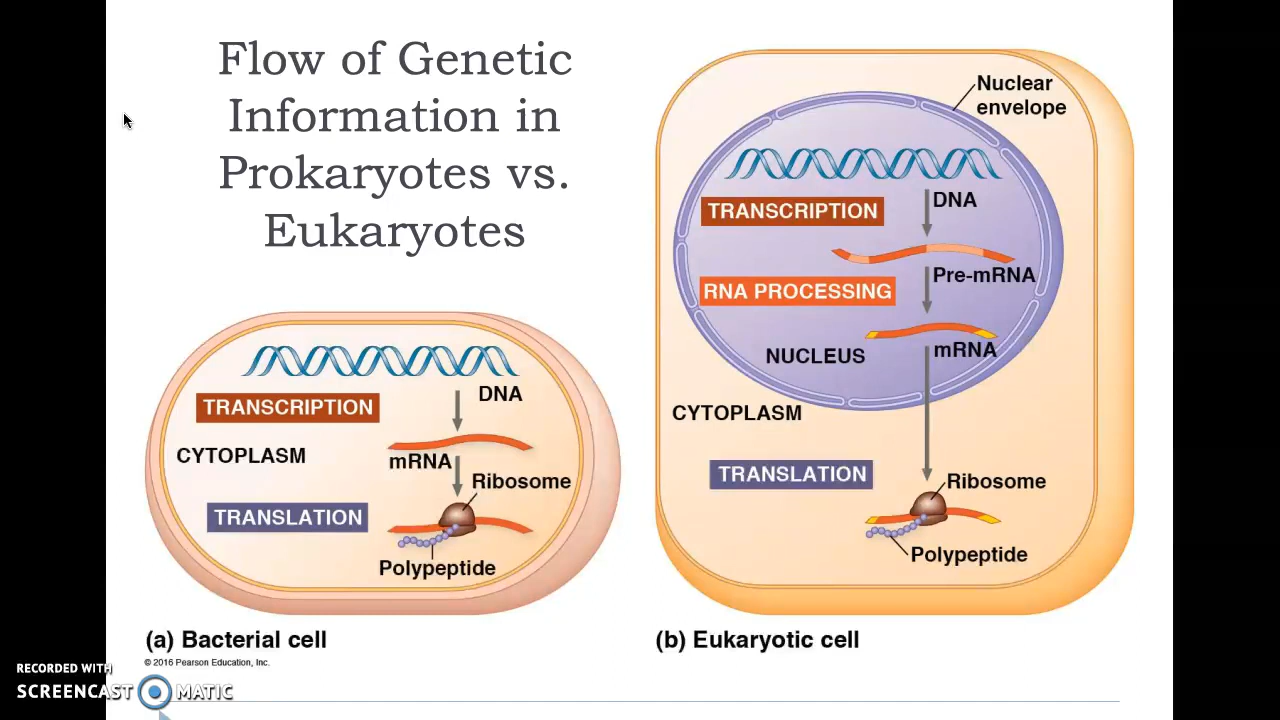 Flow of Genetic
Information in
Prokaryotes vs.
Eukaryotes
DNA
TRANSCRIPTION
CYTOPLASM
mRNA
Ribosome
TRANSLATION
Polypeptide
(a) Bacterial cell
© 2016 Pearson Education, Inc.
Nuclear
envelope
DNA
TRANSCRIPTION
Pre-mRNA
RNA PROCESSING
mRNA
NUCLEUS
CYTOPLASM
TRANSLATION
Ribosome
Polypeptide
(b) Eukaryotic cell
RECORDED WITH
SCREENCAST MATIC